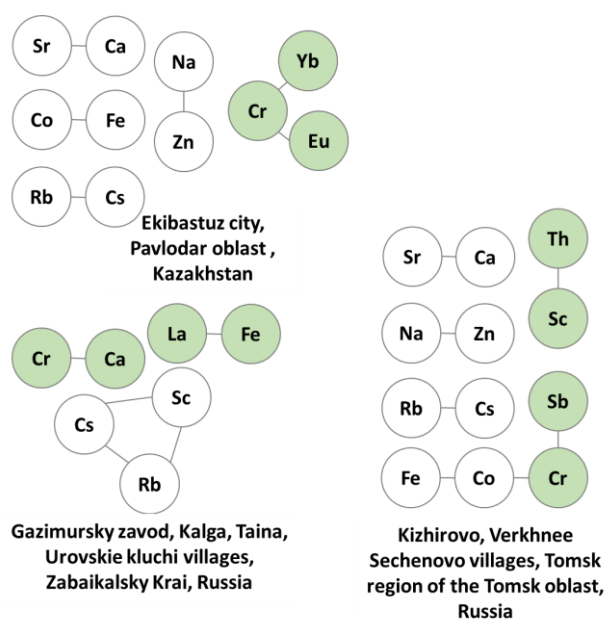 Sr Ca
Na
Yb
Cr
Co Fe
Zn
Eu
Rb Cs
Ekibastuz city,
Pavlodar oblast ,
Kazakhstan
Cr Ca
La Fe
Sc
Cs
Rb
Gazimursky zavod, Kalga, Taina,
Urovskie kluchi villages,
Zabaikalsky Krai, Russia
Th
Sr Ca
Sc
Na Zn
Sb
Rb Cs
Fe Co Cr
Kizhirovo, Verkhnee
Sechenovo villages, Tomsk
region of the Tomsk oblast,
Russia